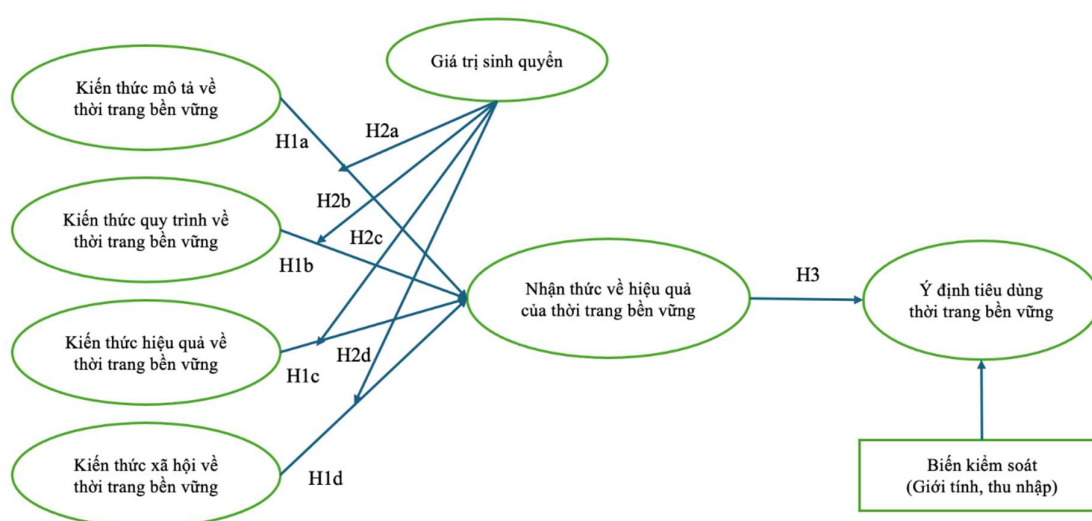 Kiến thức mô tả về
thời trang bền vững
Giá trị sinh quyển
H1a
H2a
H2b
Kiến thức quy trình về
thời trang bền vững
H2c
H1b
Nhận thức về hiệu quả
của thời trang bền vững
H3
Ý định tiêu dùng
thời trang bền vững
Kiến thức hiệu quả về
thời trang bền vững
H2d
H1c
Kiến thức xã hội về
thời trang bền vững
H1d
Biến kiểm soát
(Giới tính, thu nhập)